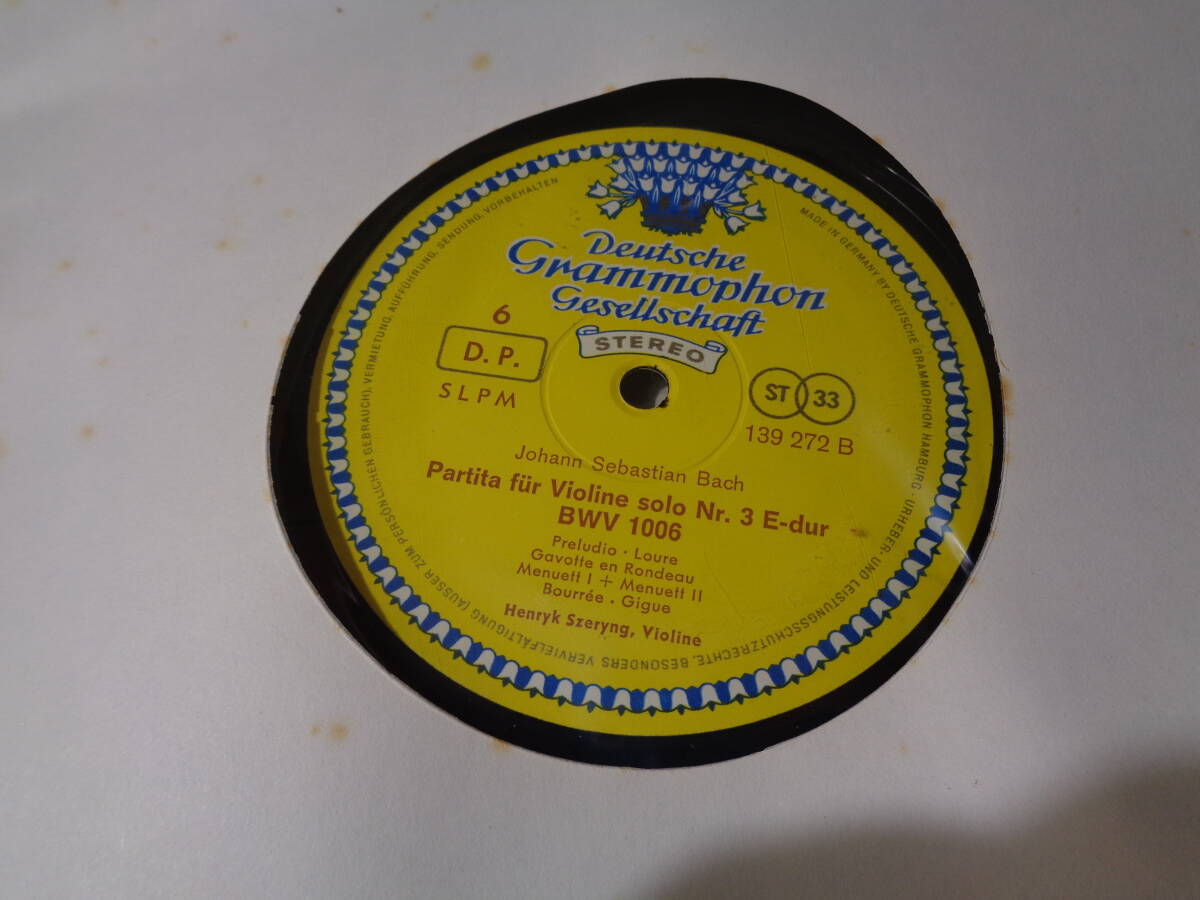 Deutsche
Grammophon
Gesellschaft
STEREO
6
D. P.
SLPM
ST 33
139 272 B
Johann Sebastian Bach
Partita für Violine solo Nr. 3 E-dur
BWV 1006
Preludio · Loure
Gavotte en Rondeau
Menuett I + Menuett II
Bourrée · Gigue
Henryk Szeryng, Violine
MADE IN GERMANY BY DEUTSCHE GRAMMOPHON HAMBURG · URHEBER- UND LEISTUNGSSCHUTZRECHTE, BESONDERS VERVIELFÄLTIGUNG (AUSSER ZUM PERSÖNLICHEN GEBRAUCH), VERMIETUNG, AUFFÜHRUNG, SENDUNG, VORBEHALTEN